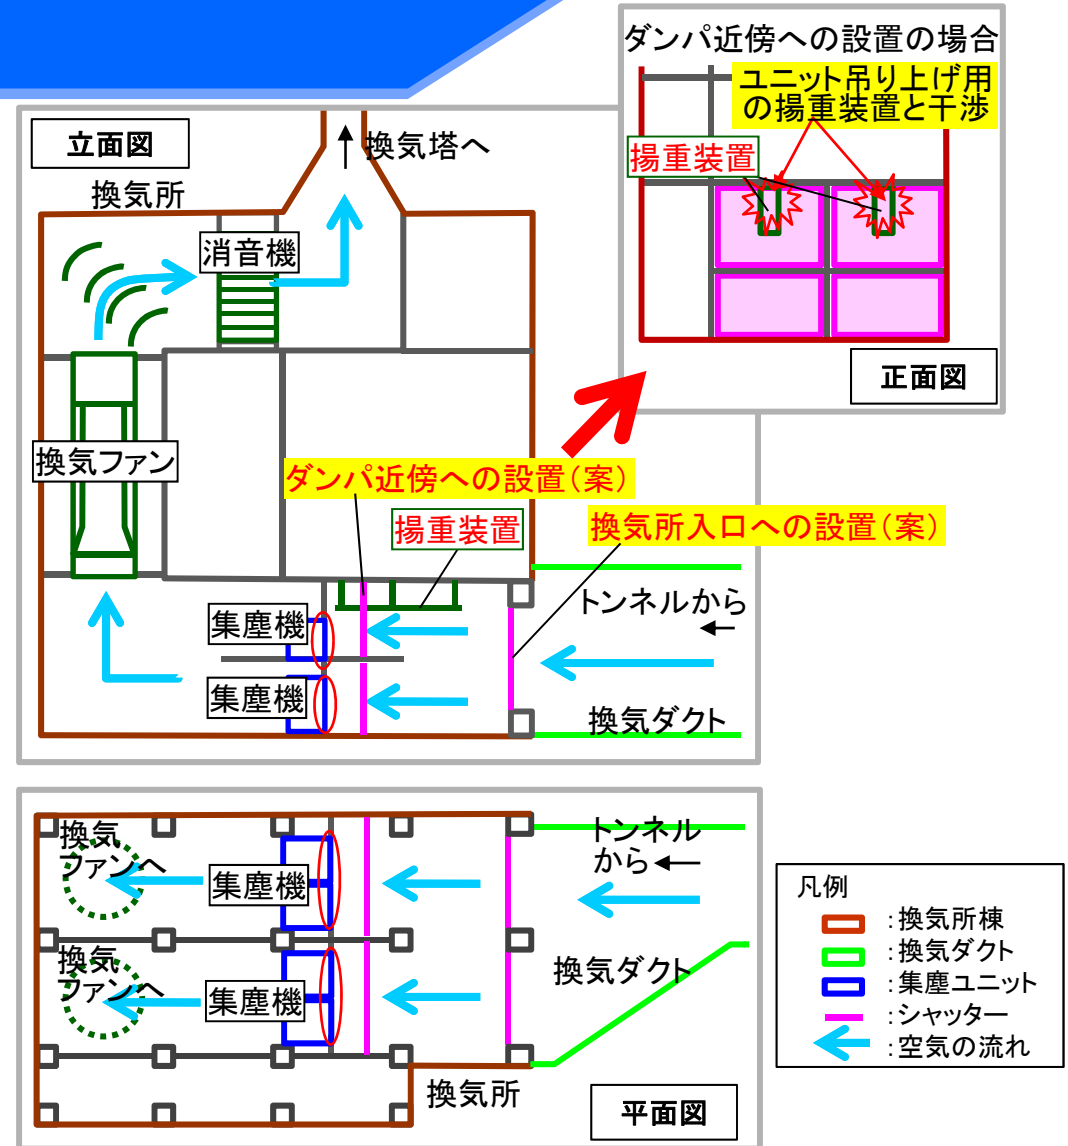 ダンパ近傍への設置の場合
ユニット吊り上げ用
の揚重装置と干渉
揚重装置
正面図
立面図
換気塔へ
換気所
消音機
換気ファン
ダンパ近傍への設置(案)
揚重装置
換気所入口への設置(案)
トンネルから
集塵機
集塵機
換気ダクト
換気
ファンへ
集塵機
トンネル
から
換気
ファンへ
集塵機
換気ダクト
換気所
平面図
凡例
:換気所棟
:換気ダクト
:集塵ユニット
:シャッター
:空気の流れ